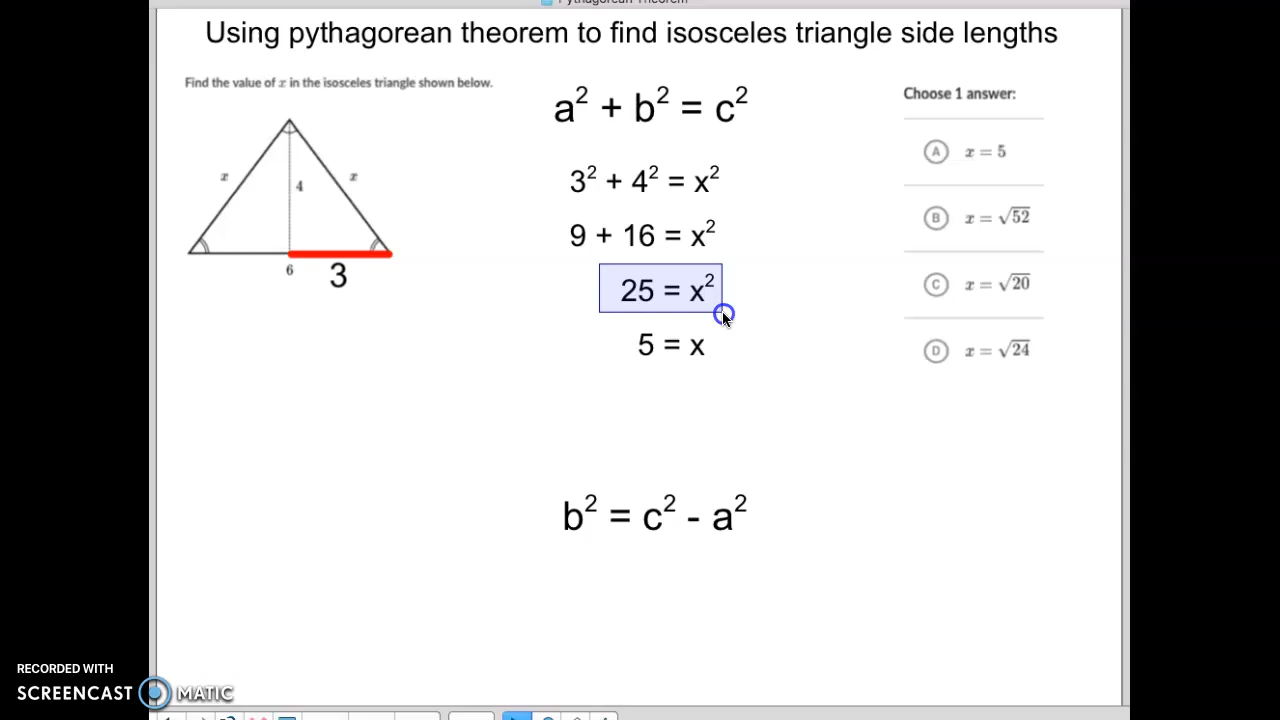 Pythagorean Theorem
Using pythagorean theorem to find isosceles triangle side lengths
Find the value of x in the isosceles triangle shown below.
x
4
x
6
3
a² + b² = c²
3² + 4² = x²
9 + 16 = x²
25 = x²
5 = x
b² = c² - a²
Choose 1 answer:
A x = 5
B x = √52
C x = √20
D x = √24
RECORDED WITH
SCREENCAST MATIC